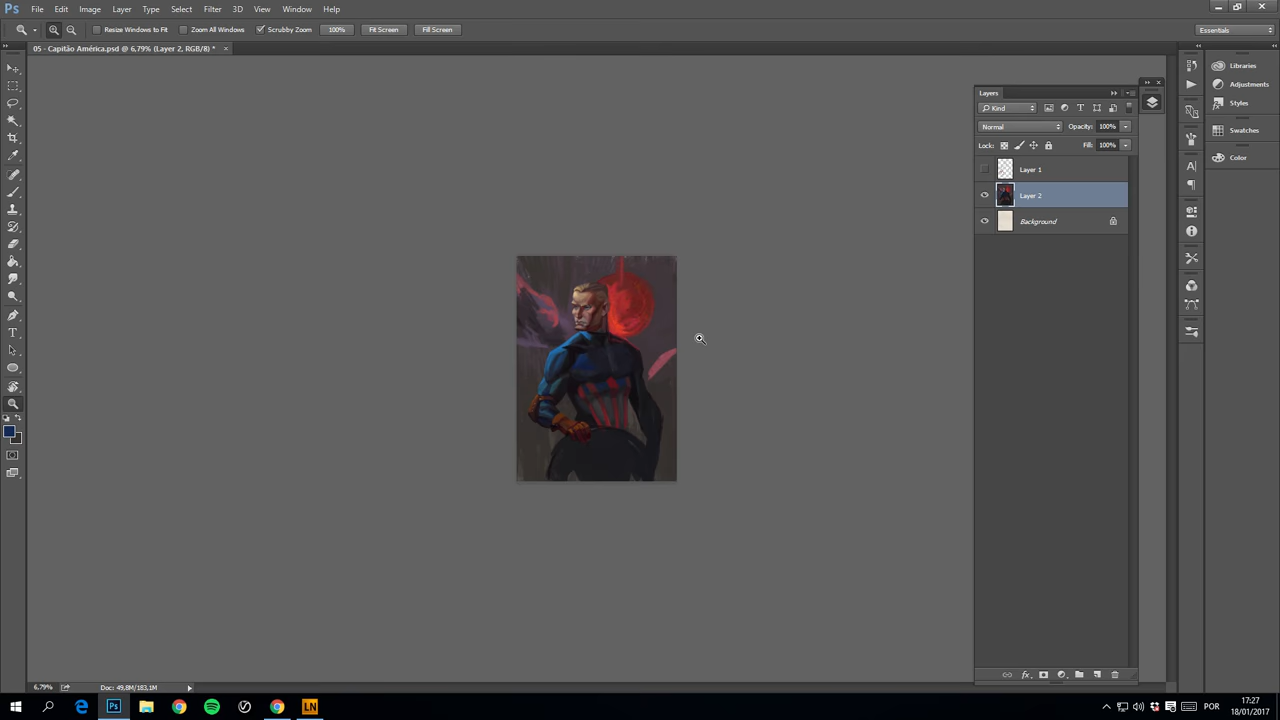 Ps File Edit Image Layer Type Select Filter 3D View Window Help
Resize Windows to Fit Zoom All Windows Scrubby Zoom 100% Fit Screen Fill Screen Essentials
05 - Capitão América.psd @ 6,79% (Layer 2, RGB/8) *
Libraries
Adjustments
Styles
Swatches
Color
Layers
Kind
Normal Opacity: 100%
Lock: Fill: 100%
Layer 1
Layer 2
Background
6,79% Doc: 49,8M/183,1M
Ps LN POR 17:27
18/01/2017